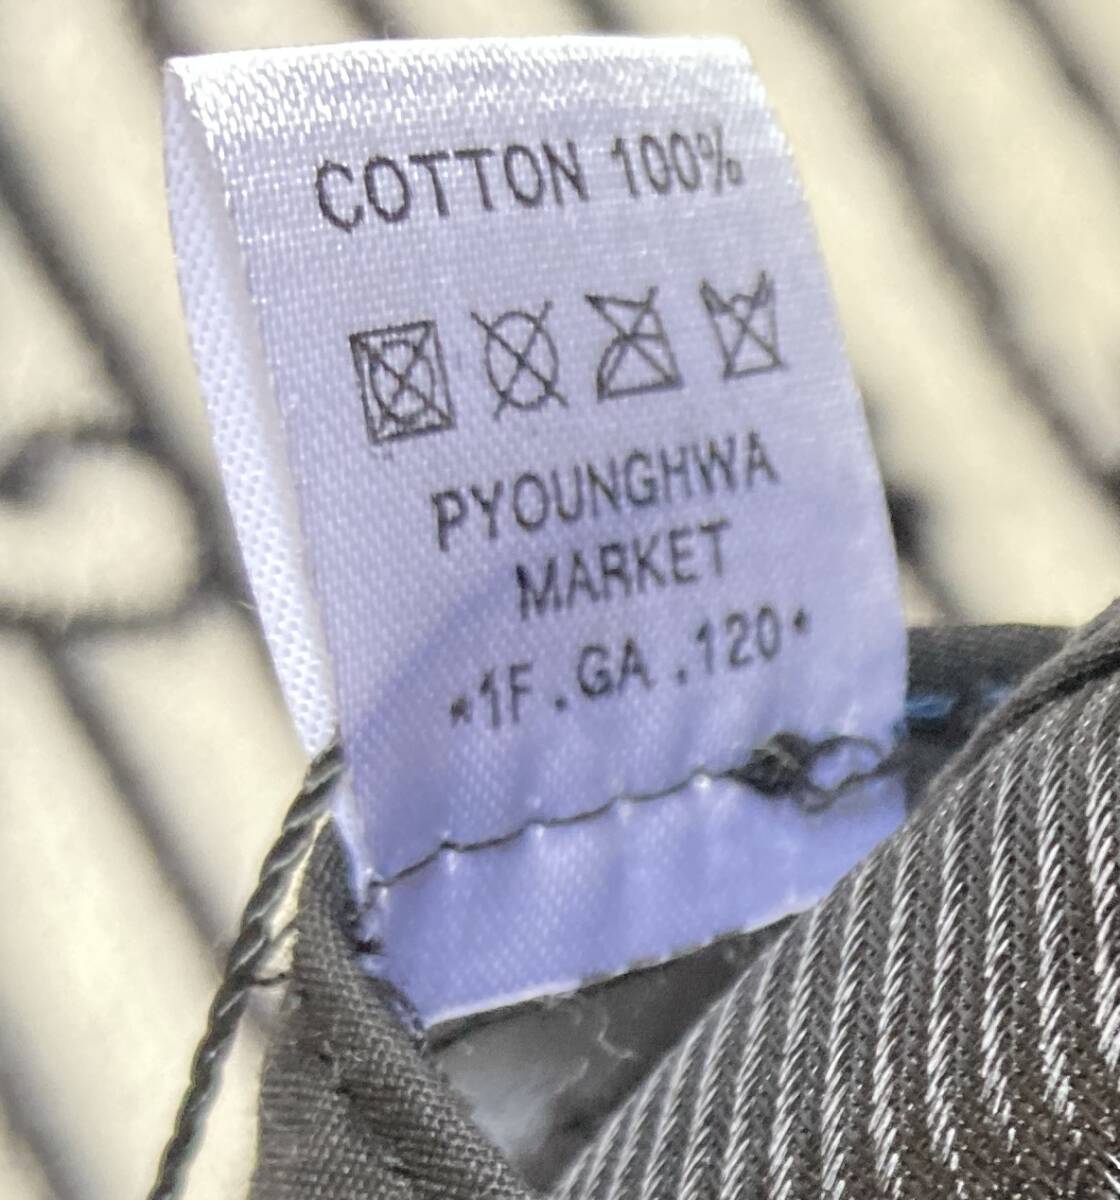 COTTON 100%
PYOUNGHWA
MARKET
*1F.GA.120*